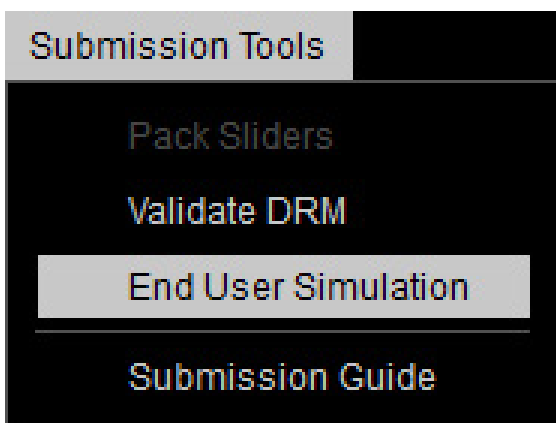 Submission Tools
Pack Sliders
Validate DRM
End User Simulation
Submission Guide